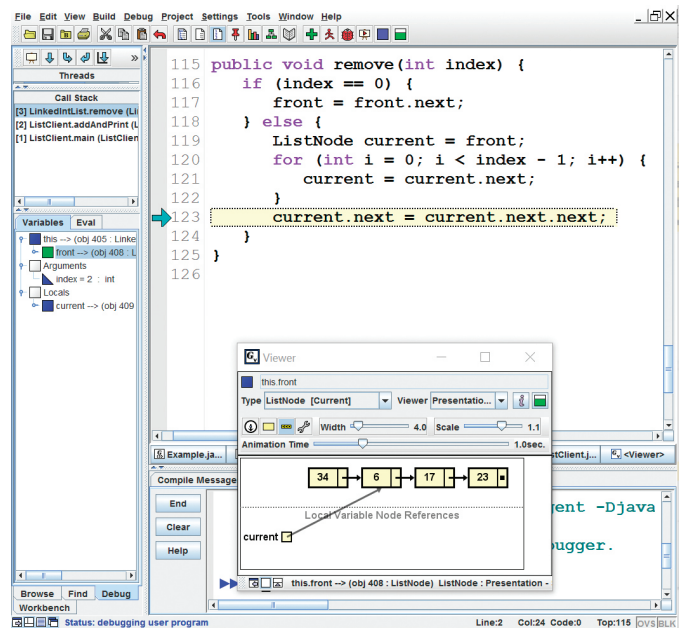 File Edit View Build Debug Project Settings Tools Window Help
»
Threads
Call Stack
[3] LinkedIntList.remove (Li
[2] ListClient.addAndPrint (L
[1] ListClient.main (ListClien
Variables Eval
this --> (obj 405 : Linke
front --> (obj 408 : L
Arguments
index = 2 : int
Locals
current --> (obj 409
115 public void remove(int index) {
116 if (index == 0) {
117 front = front.next;
118 } else {
119 ListNode current = front;
120 for (int i = 0; i < index - 1; i++) {
121 current = current.next;
122 }
123 current.next = current.next.next;
124 }
125 }
126
Viewer
this.front
Type ListNode [Current] Viewer Presentatio...
Width 4.0 Scale 1.1
Animation Time 1.0sec.
34 6 17 23
Local Variable Node References
current
this.front --> (obj 408 : ListNode) ListNode : Presentation -
Example.ja... stClient.j... <Viewer>
Compile Message
End
Clear
Help
gent -Djava
ugger.
Browse Find Debug
Workbench
Status: debugging user program
Line:2 Col:24 Code:0 Top:115 OVS BLK